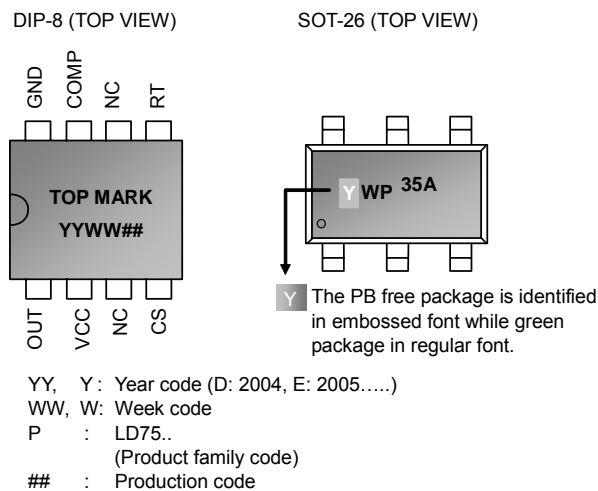 DIP-8 (TOP VIEW)
SOT-26 (TOP VIEW)
GND
COMP
NC
RT
TOP MARK
YYWW##
OUT
VCC
NC
CS
YWP 35A
Y The PB free package is identified
in embossed font while green
package in regular font.
YY, Y : Year code (D: 2004, E: 2005…..)
WW, W: Week code
P : LD75..
(Product family code)
## : Production code